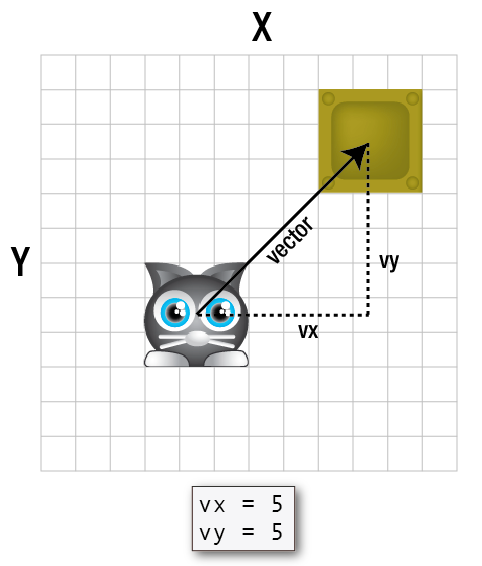 X
Y
vector
vy
vx
vx = 5
vy = 5